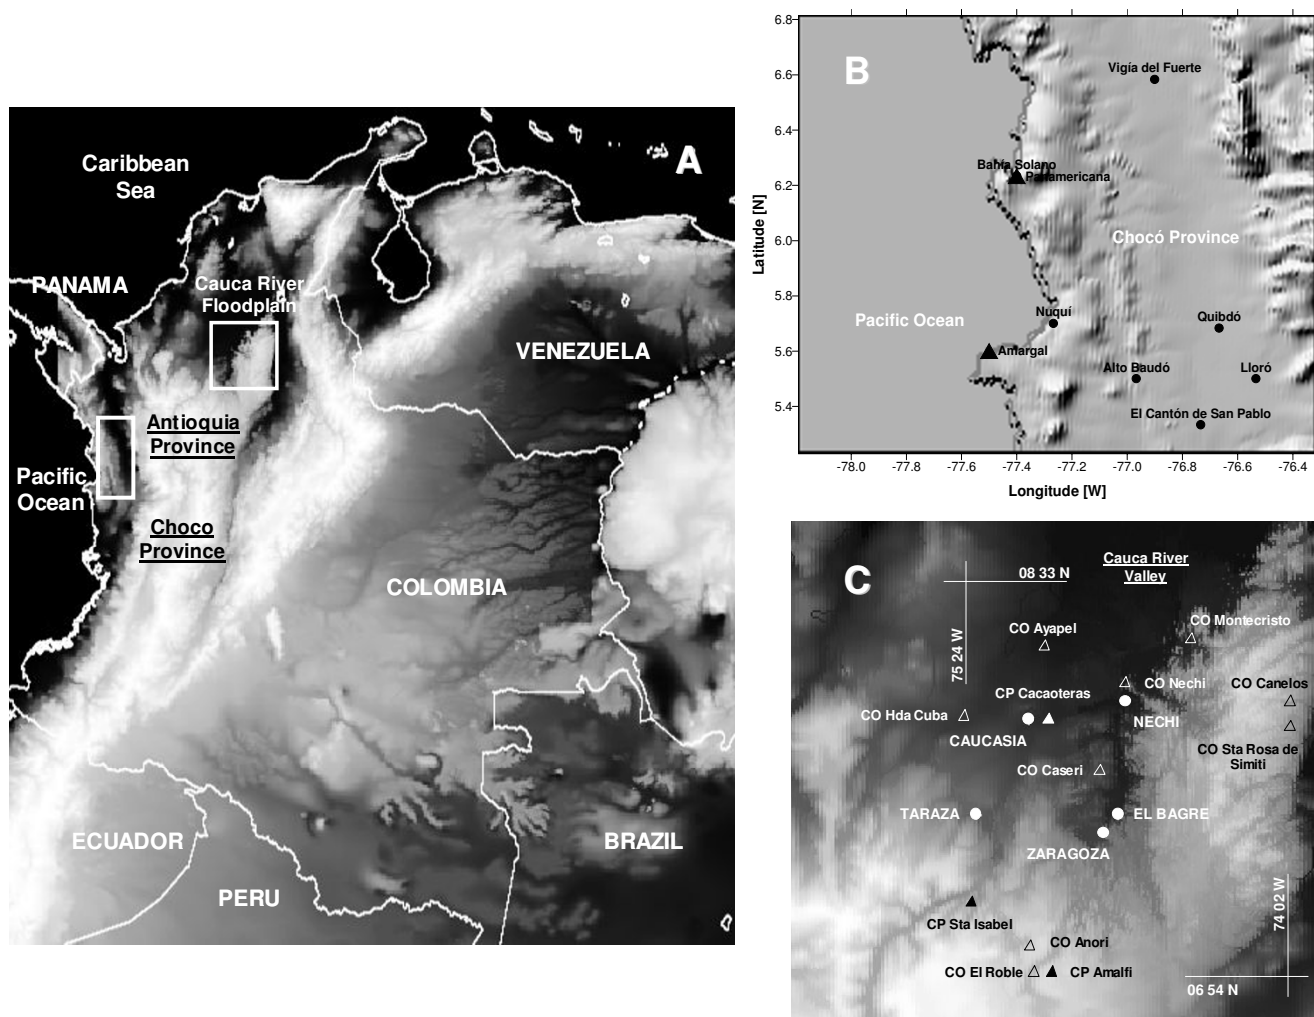 A
Caribbean
Sea
PANAMA
Cauca River
Floodplain
VENEZUELA
Antioquia
Province
Pacific
Ocean
Choco
Province
COLOMBIA
ECUADOR
BRAZIL
PERU
B
6.8
6.6
6.4
6.2
6.0
5.8
5.6
5.4
Latitude [N]
Vigía del Fuerte
Bahía Solano
Panamericana
Chocó Province
Pacific Ocean
Nuquí
Quibdó
Amargal
Alto Baudó
Lloró
El Cantón de San Pablo
-78.0 -77.8 -77.6 -77.4 -77.2 -77.0 -76.8 -76.6 -76.4
Longitude [W]
C
Cauca River
Valley
08 33 N
75 24 W
CO Ayapel
CO Montecristo
CO Nechi
CO Canelos
CP Cacaoteras
CO Hda Cuba
NECHI
CAUCASIA
CO Sta Rosa de
Simiti
CO Caseri
TARAZA
EL BAGRE
ZARAGOZA
74 02 W
CP Sta Isabel
CO Anori
CO El Roble
CP Amalfi
06 54 N